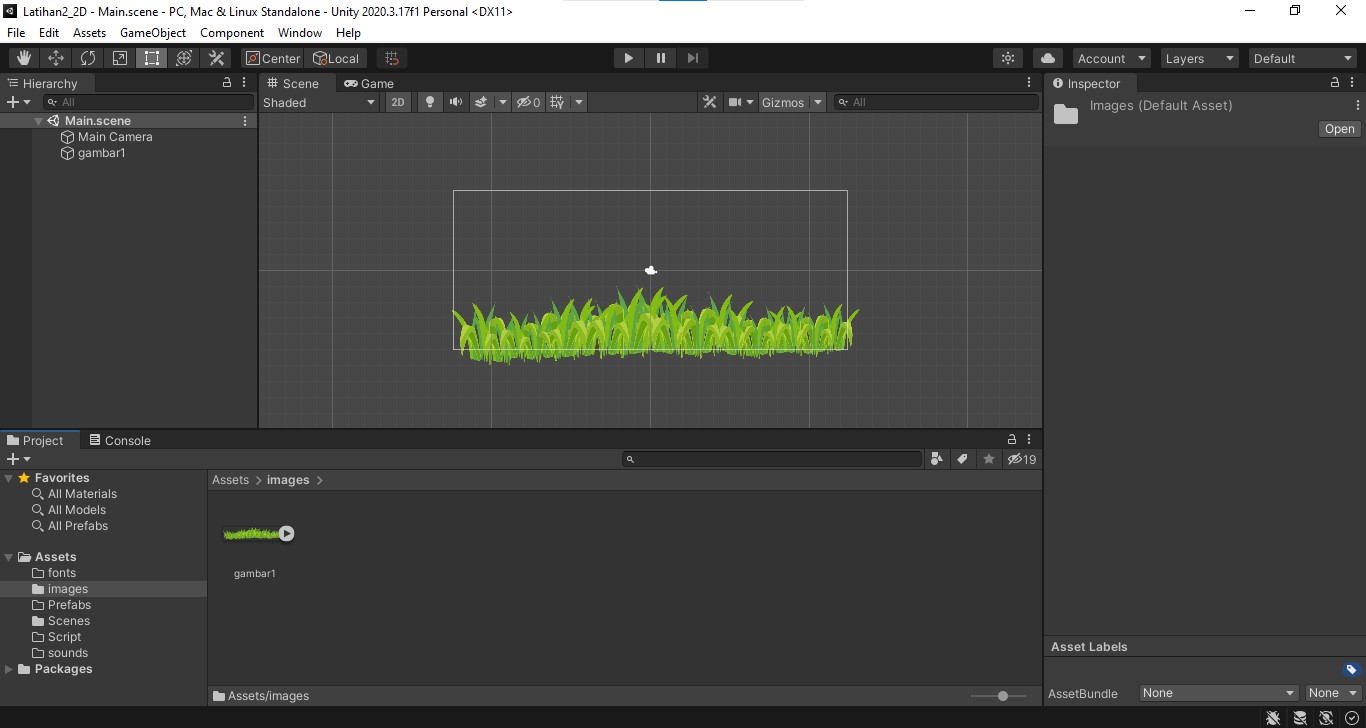 Latihan2_2D - Main.scene - PC, Mac & Linux Standalone - Unity 2020.3.17f1 Personal <DX11>
File Edit Assets GameObject Component Window Help
Center Local Account Layers Default
Hierarchy
All
Main.scene
Main Camera
gambar1
Scene Game
Shaded 2D 0 Gizmos All
Inspector
Images (Default Asset)
Open
Project Console
19
Favorites
All Materials
All Models
All Prefabs
Assets
fonts
images
Prefabs
Scenes
Script
sounds
Packages
Assets > images >
gambar1
Assets/images
Asset Labels
AssetBundle None None